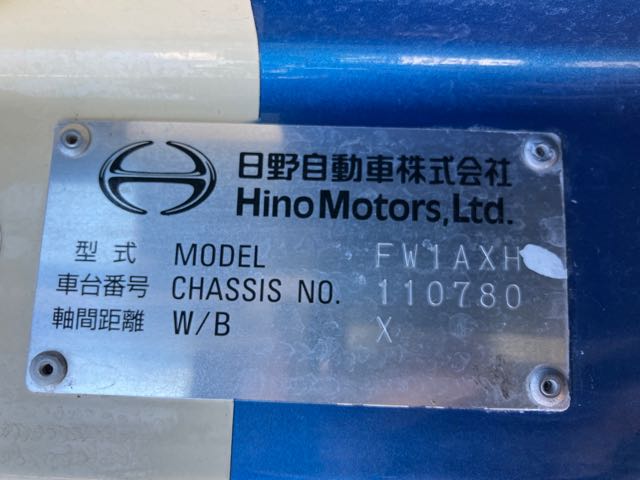 日野自動車株式会社
Hino Motors, Ltd.
型式 MODEL FW1AXH
車台番号 CHASSIS NO. 110780
軸間距離 W/B X